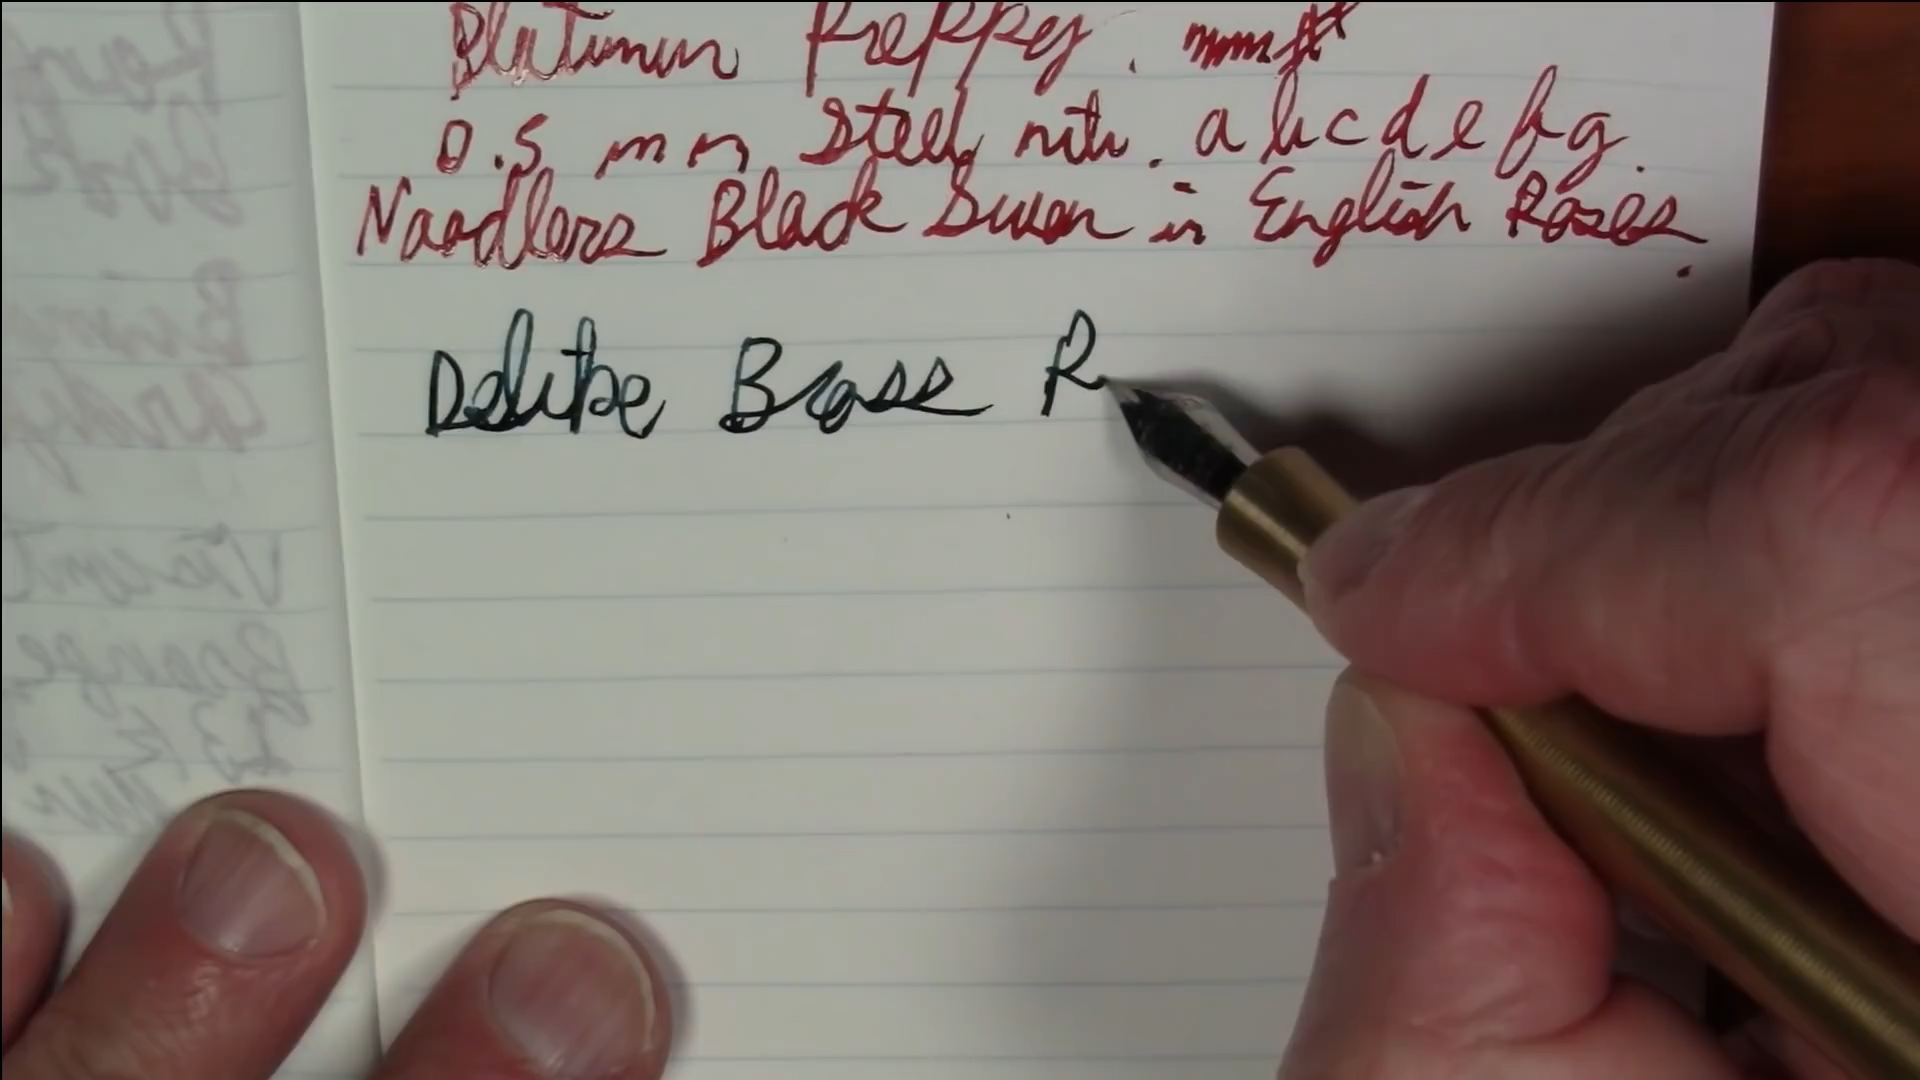 Platinum Preppy.
0.5 mm Steel nib. a b c d e f g.
Noodlers Black Swan in English Roses.
Delike Brass R